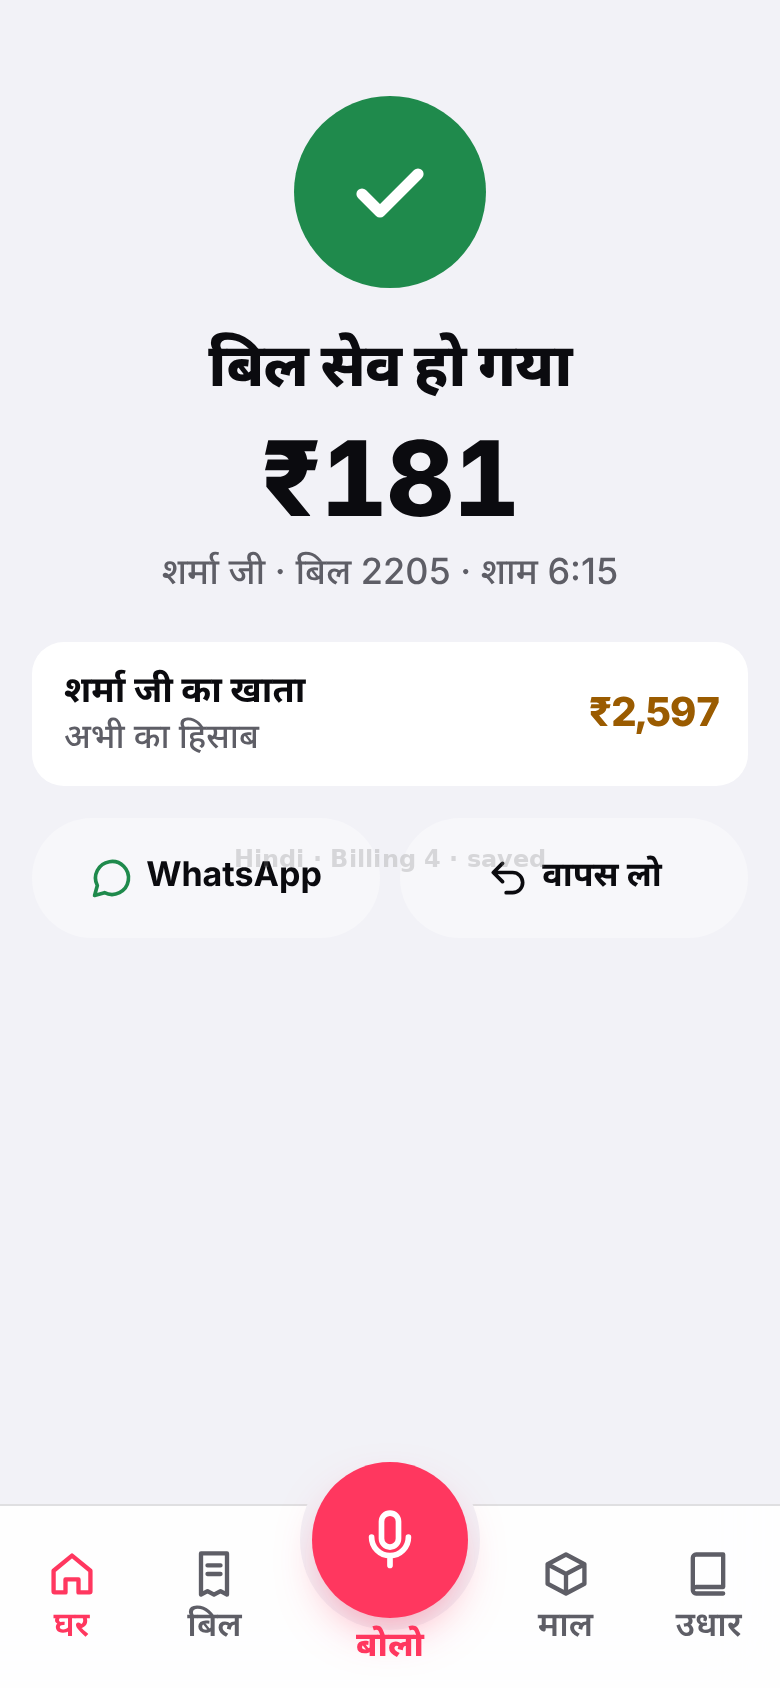 बिल सेव हो गया
₹181
शर्मा जी · बिल 2205 · शाम 6:15
शर्मा जी का खाता
अभी का हिसाब
₹2,597
Hindi · Billing 4 · saved
WhatsApp
वापस लो
घर
बिल
बोलो
माल
उधार